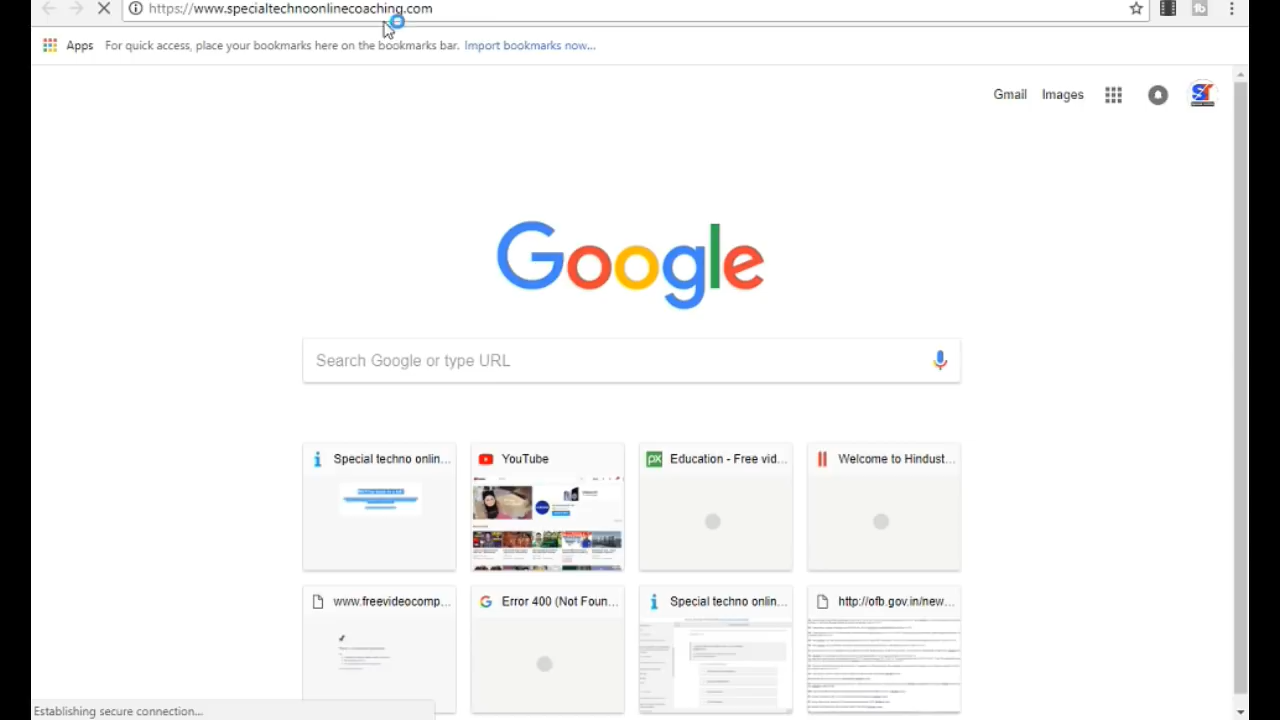 https://www.specialtechnoonlinecoaching.com
Apps For quick access, place your bookmarks here on the bookmarks bar. Import bookmarks now...
Gmail Images
Google
Search Google or type URL
Special techno onlin... YouTube Education - Free vid... Welcome to Hindust...
www.freevideocomp... Error 400 (Not Foun... Special techno onlin... http://ofb.gov.in/new...
Establishing